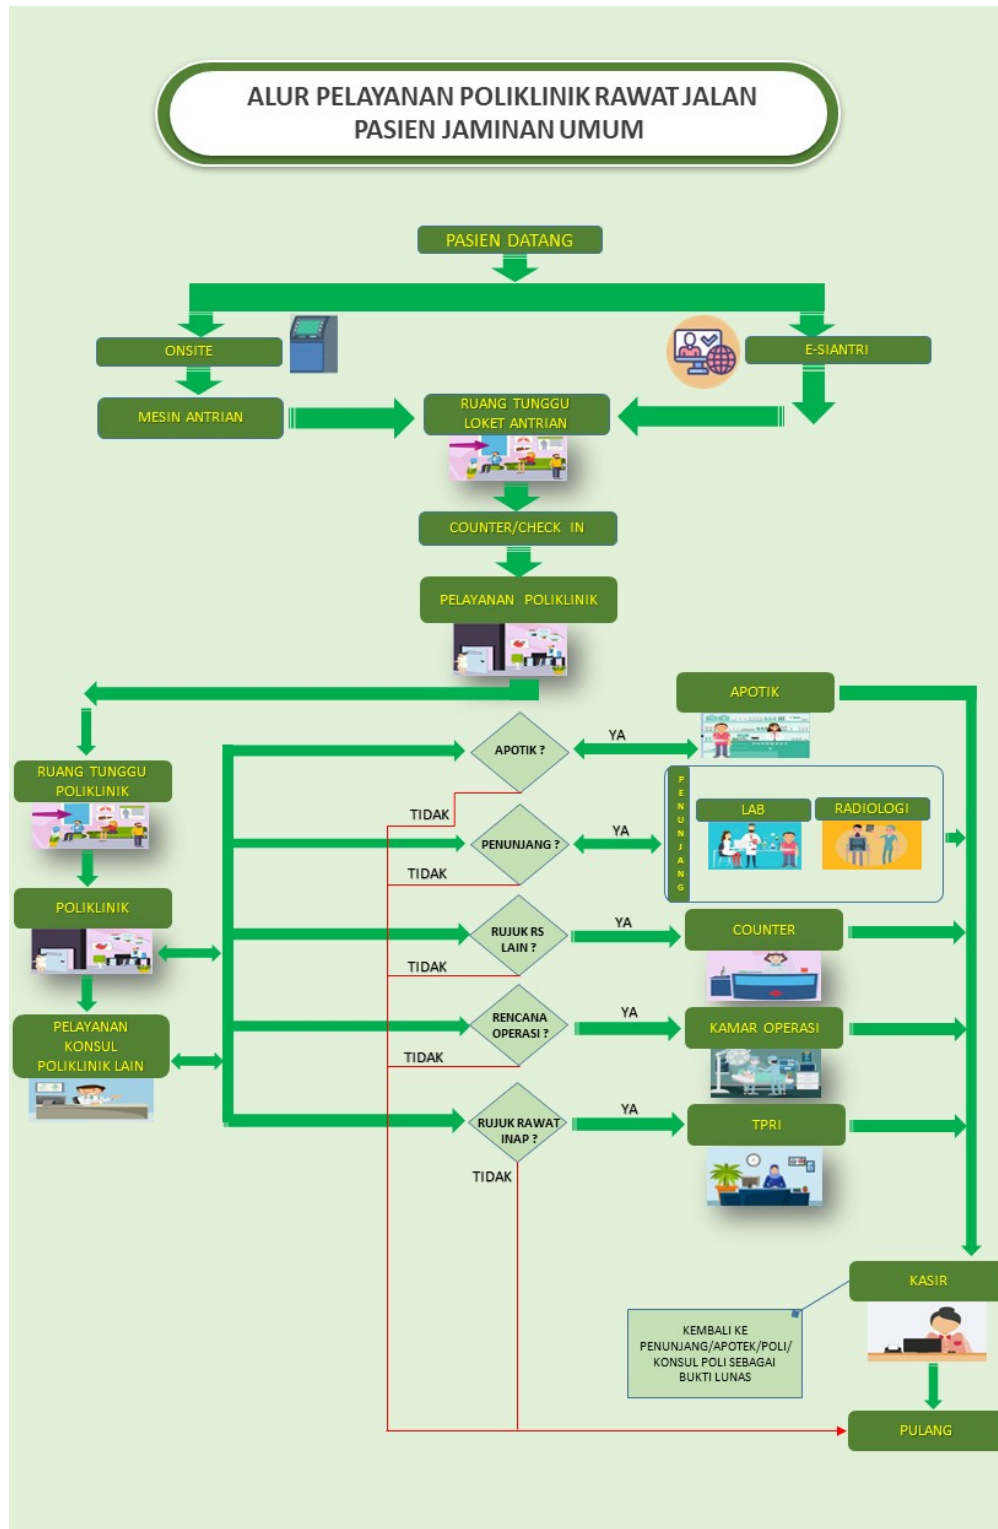 ALUR PELAYANAN POLIKLINIK RAWAT JALAN
PASIEN JAMINAN UMUM
PASIEN DATANG
ONSITE
E-SIANTRI
MESIN ANTRIAN
RUANG TUNGGU
LOKET ANTRIAN
COUNTER/CHECK IN
PELAYANAN POLIKLINIK
RUANG TUNGGU
POLIKLINIK
POLIKLINIK
PELAYANAN
KONSUL
POLIKLINIK LAIN
APOTIK ?
YA
APOTIK
TIDAK
PENUNJANG ?
YA
PENUNJANG
LAB
RADIOLOGI
TIDAK
RUJUK RS
LAIN ?
YA
COUNTER
TIDAK
RENCANA
OPERASI ?
YA
KAMAR OPERASI
TIDAK
RUJUK RAWAT
INAP ?
YA
TPRI
TIDAK
KASIR
KEMBALI KE
PENUNJANG/APOTEK/POLI/
KONSUL POLI SEBAGAI
BUKTI LUNAS
PULANG